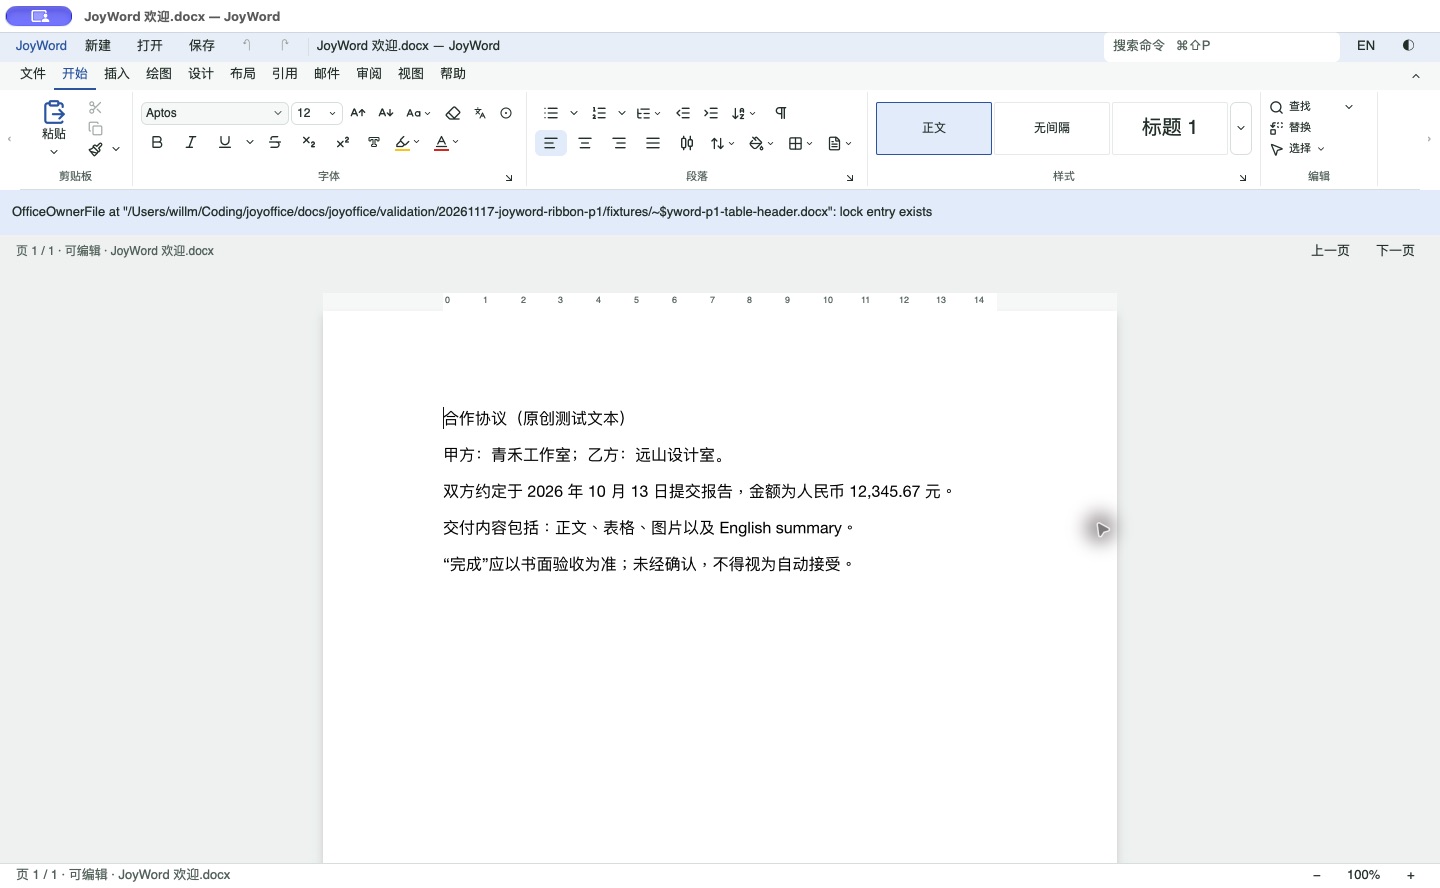 JoyWord 欢迎.docx — JoyWord
JoyWord 新建 打开 保存 JoyWord 欢迎.docx — JoyWord 搜索命令 ⌘⇧P EN
文件 开始 插入 绘图 设计 布局 引用 邮件 审阅 视图 帮助
粘贴
剪贴板
Aptos 12
B I U S X₂ X² A
字体
段落
正文 无间隔 标题 1
样式
查找
替换
选择
编辑
OfficeOwnerFile at "/Users/willm/Coding/joyoffice/docs/joyoffice/validation/20261117-joyword-ribbon-p1/fixtures/~$yword-p1-table-header.docx": lock entry exists
页 1 / 1 · 可编辑 · JoyWord 欢迎.docx 上一页 下一页
0 1 2 3 4 5 6 7 8 9 10 11 12 13 14
合作协议（原创测试文本）
甲方：青禾工作室；乙方：远山设计室。
双方约定于 2026 年 10 月 13 日提交报告，金额为人民币 12,345.67 元。
交付内容包括：正文、表格、图片以及 English summary。
“完成”应以书面验收为准；未经确认，不得视为自动接受。
页 1 / 1 · 可编辑 · JoyWord 欢迎.docx − 100% +